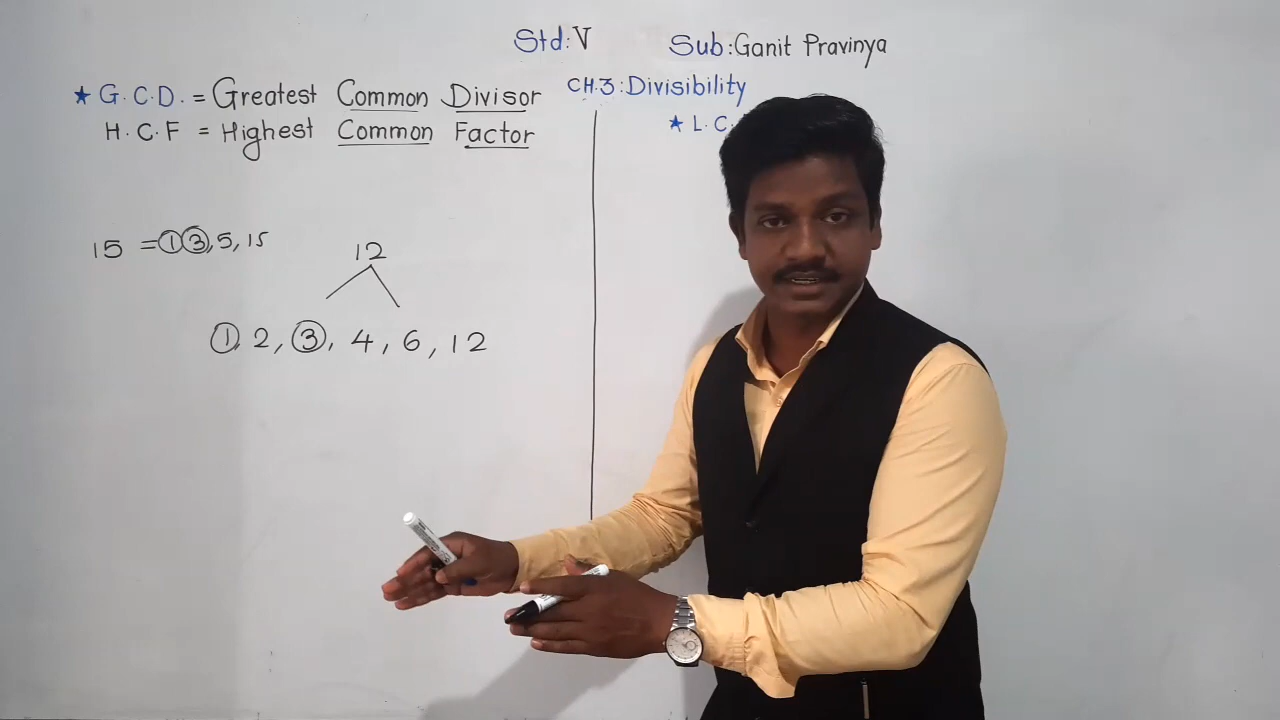 Std: V Sub: Ganit Pravinya
CH.3: Divisibility
★ G.C.D. = Greatest Common Divisor
H.C.F = Highest Common Factor
★ L.C.
15 = 1 3, 5, 15
12
1, 2, 3, 4, 6, 12